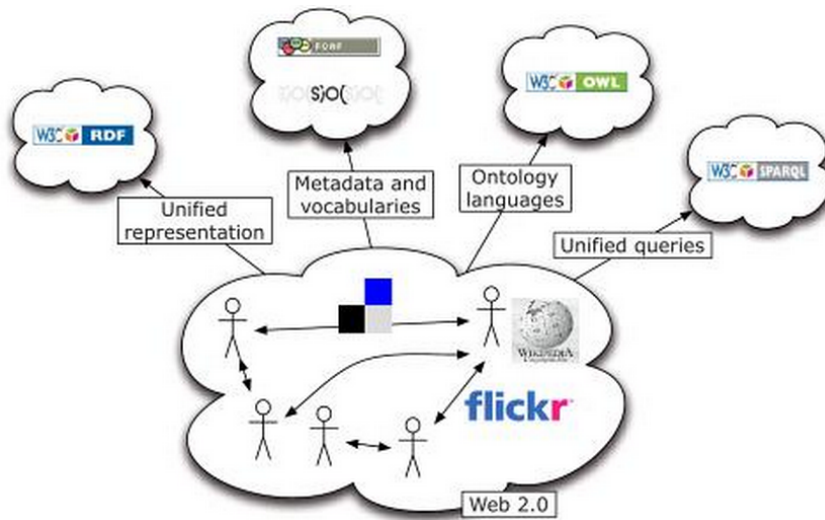 FOAF
SIOC
W3C OWL
W3C RDF
W3C SPARQL
Metadata and
vocabularies
Ontology
languages
Unified
representation
Unified queries
WIKIPEDIA
flickr
Web 2.0